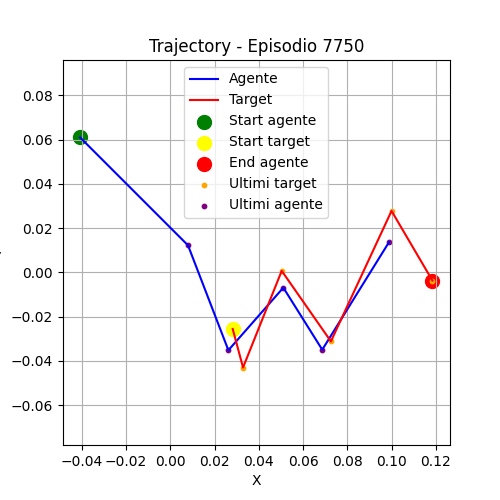 Trajectory - Episodio 7750
Agente
Target
Start agente
Start target
End agente
Ultimi target
Ultimi agente
0.08
0.06
0.04
0.02
0.00
−0.02
−0.04
−0.06
−0.04 −0.02 0.00 0.02 0.04 0.06 0.08 0.10 0.12
X